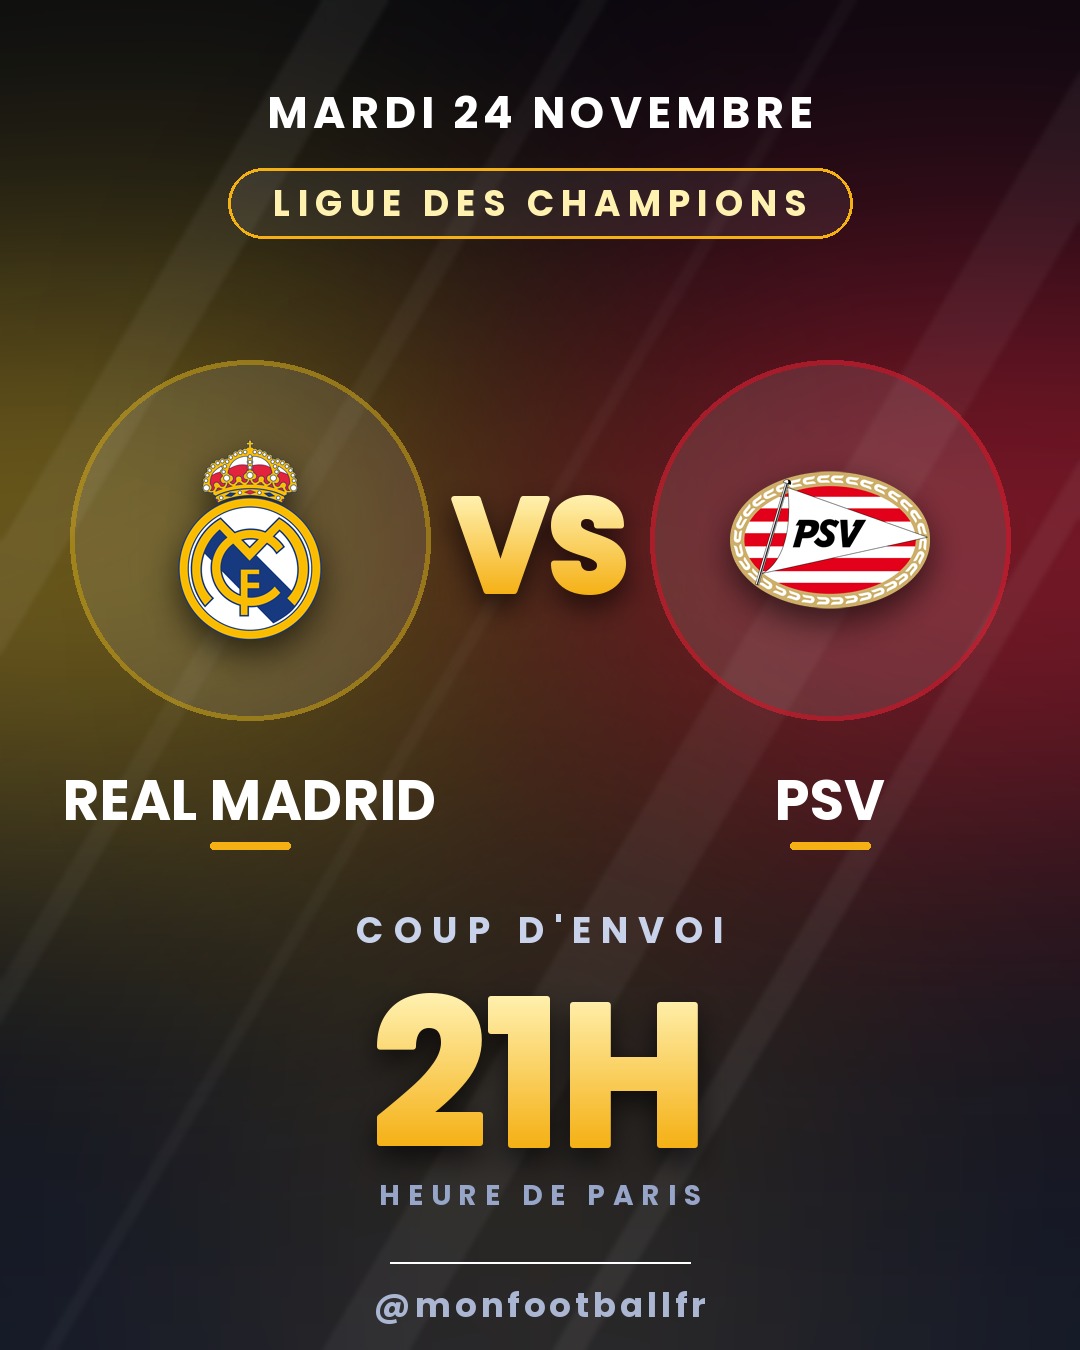 MARDI 24 NOVEMBRE
LIGUE DES CHAMPIONS
VS
PSV
REAL MADRID
PSV
COUP D'ENVOI
21H
HEURE DE PARIS
@monfootballfr